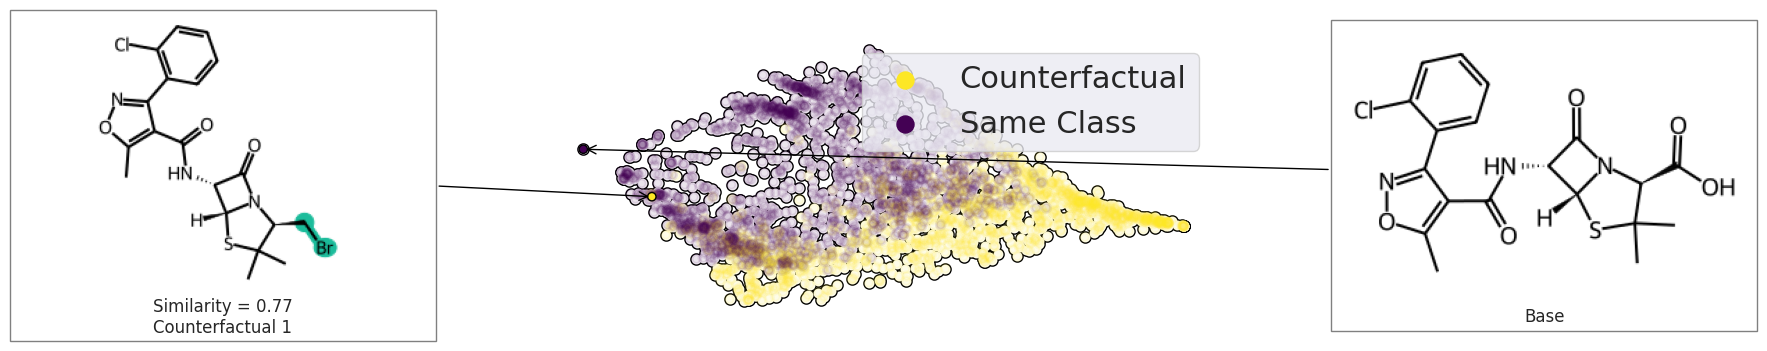 Cl
N
O
O
HN
O
N
H
S
Br
Similarity = 0.77
Counterfactual 1
Counterfactual
Same Class
O
O
Cl
HN
N
OH
N
H
O
O
S
Base